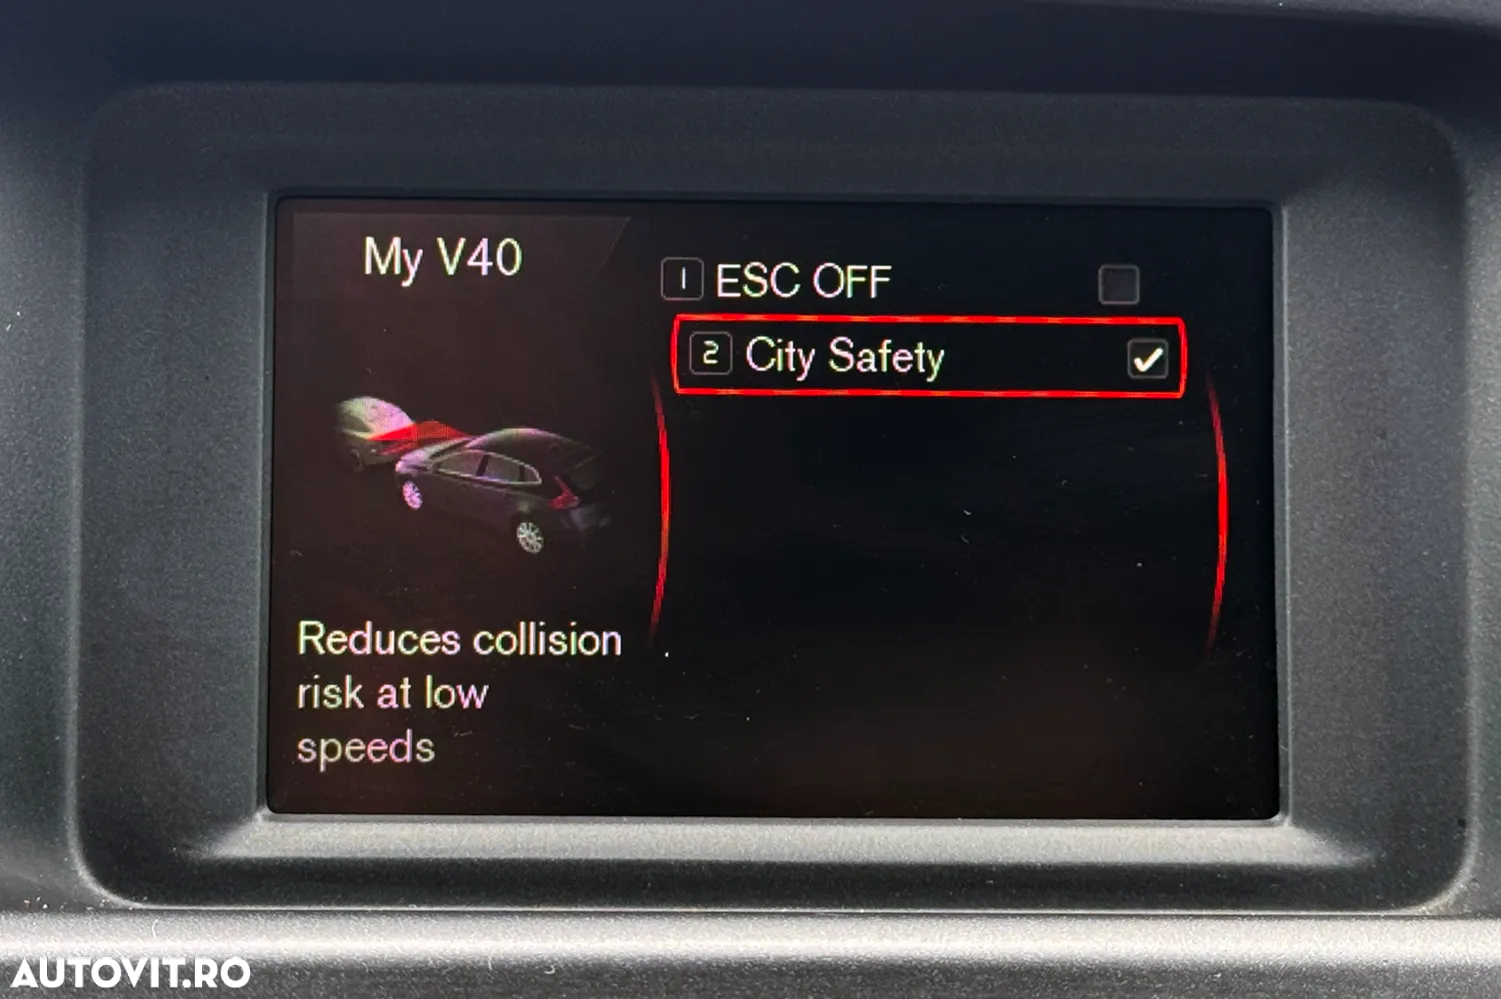 My V40
1 ESC OFF
2 City Safety
Reduces collision
risk at low
speeds
AUTOVIT.RO